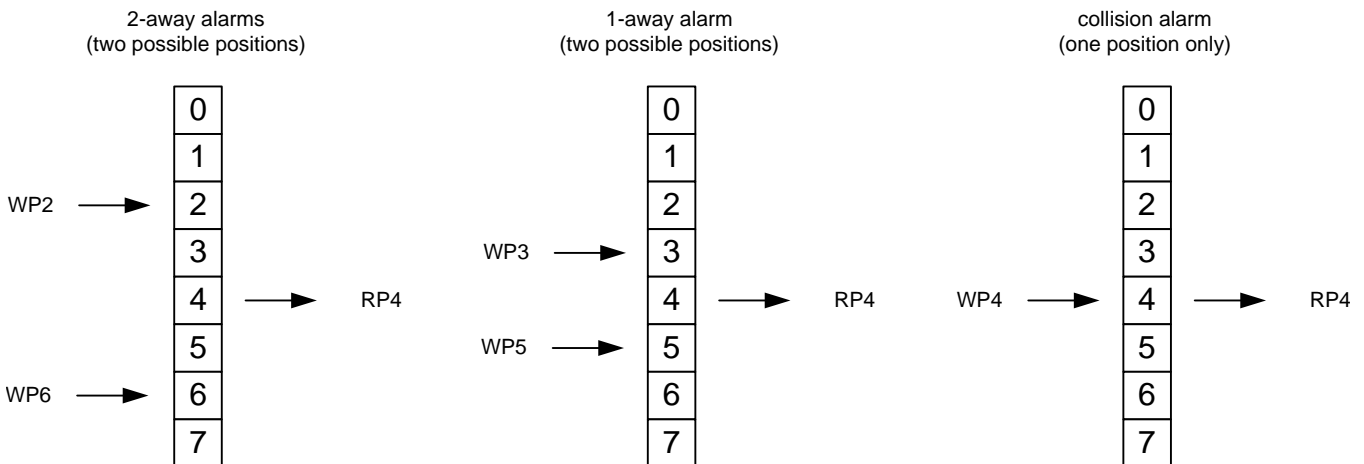 2-away alarms
(two possible positions)
0
1
WP2
2
3
4
RP4
5
WP6
6
7
1-away alarm
(two possible positions)
0
1
2
WP3
3
4
RP4
WP5
5
6
7
collision alarm
(one position only)
0
1
2
3
WP4
4
RP4
5
6
7